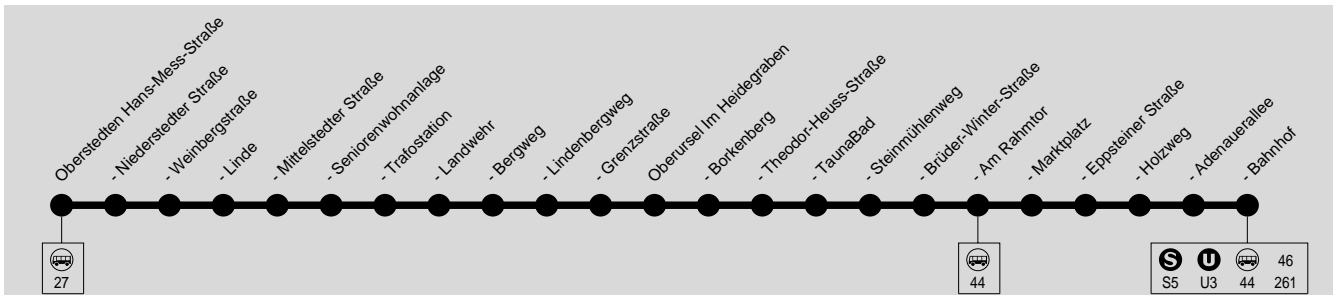 Oberstedten Hans-Mess-Straße
- Niederstedter Straße
- Weinbergstraße
- Linde
- Mittelstedter Straße
- Seniorenwohnanlage
- Trafostation
- Landwehr
- Bergweg
- Lindenbergweg
- Grenzstraße
Oberursel Im Heidegraben
- Borkenberg
- Theodor-Heuss-Straße
- TaunaBad
- Steinmühlenweg
- Brüder-Winter-Straße
- Am Rahmtor
- Marktplatz
- Eppsteiner Straße
- Holzweg
- Adenauerallee
- Bahnhof
27
44
S U 46
S5 U3 44 261